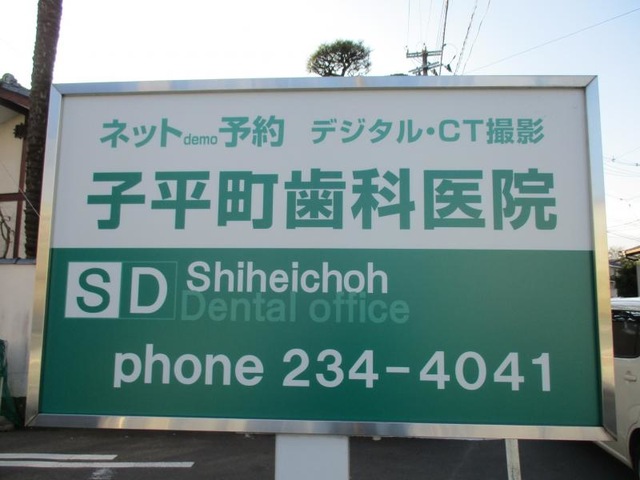 ネットdemo予約 デジタル・CT撮影
子平町歯科医院
SD Shiheichoh
Dental office
phone 234-4041